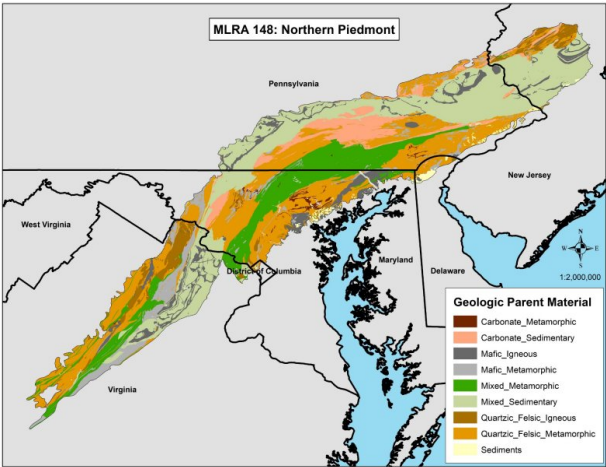 MLRA 148: Northern Piedmont
Pennsylvania
New Jersey
West Virginia
Maryland
Delaware
District of Columbia
Virginia
N
W
E
S
1:2,000,000
Geologic Parent Material
Carbonate_Metamorphic
Carbonate_Sedimentary
Mafic_Igneous
Mafic_Metamorphic
Mixed_Metamorphic
Mixed_Sedimentary
Quartzic_Felsic_Igneous
Quartzic_Felsic_Metamorphic
Sediments